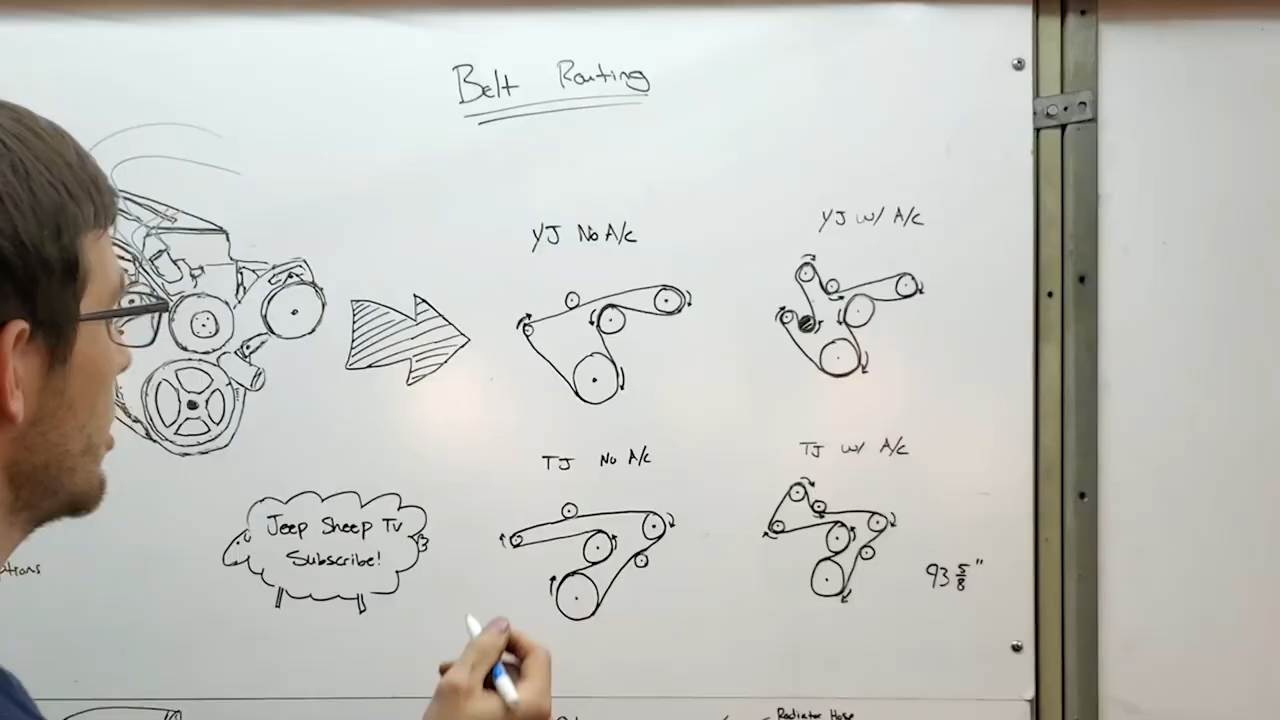 Belt Routing
YJ No A/c
YJ w/ A/c
TJ No A/c
TJ w/ A/c
Jeep Sheep Tv
Subscribe!
93 5/8"
Radiator Hose